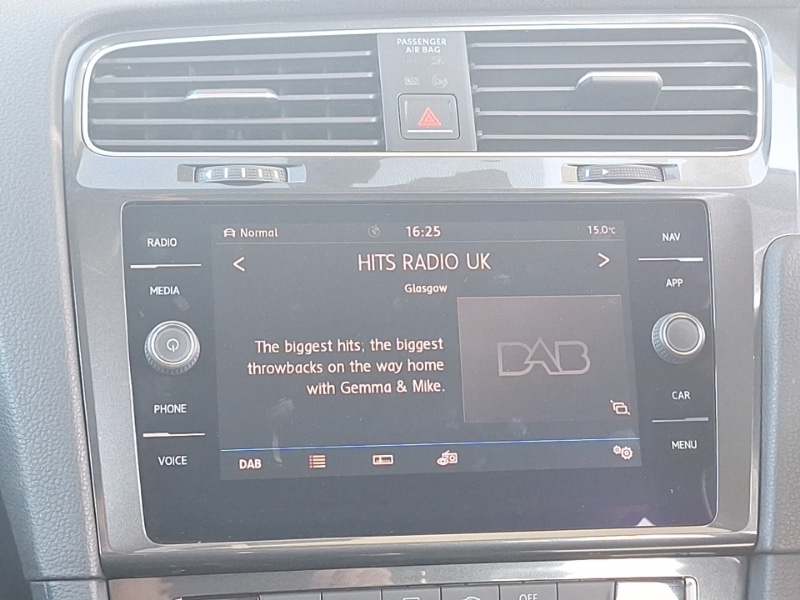 PASSENGER
AIR BAG
RADIO
MEDIA
PHONE
VOICE
Normal
16:25
15.0°C
< HITS RADIO UK >
Glasgow
The biggest hits, the biggest
throwbacks on the way home
with Gemma & Mike.
DAB
DAB
NAV
APP
CAR
MENU
OFF